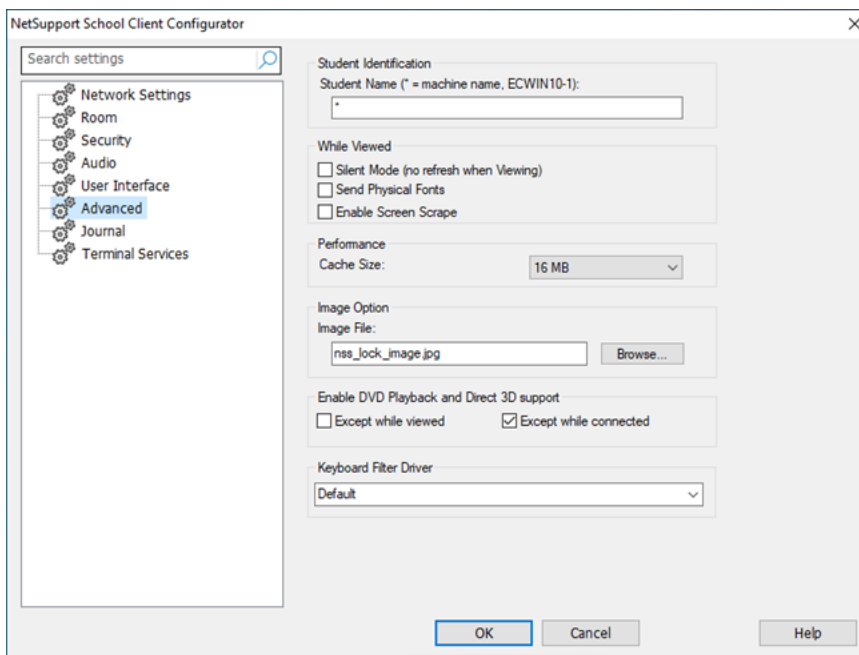 NetSupport School Client Configurator
Search settings
Network Settings
Room
Security
Audio
User Interface
Advanced
Journal
Terminal Services
Student Identification
Student Name (* = machine name, ECWIN10-1):
*
While Viewed
Silent Mode (no refresh when Viewing)
Send Physical Fonts
Enable Screen Scrape
Performance
Cache Size: 16 MB
Image Option
Image File:
nss_lock_image.jpg Browse...
Enable DVD Playback and Direct 3D support
Except while viewed Except while connected
Keyboard Filter Driver
Default
OK Cancel Help